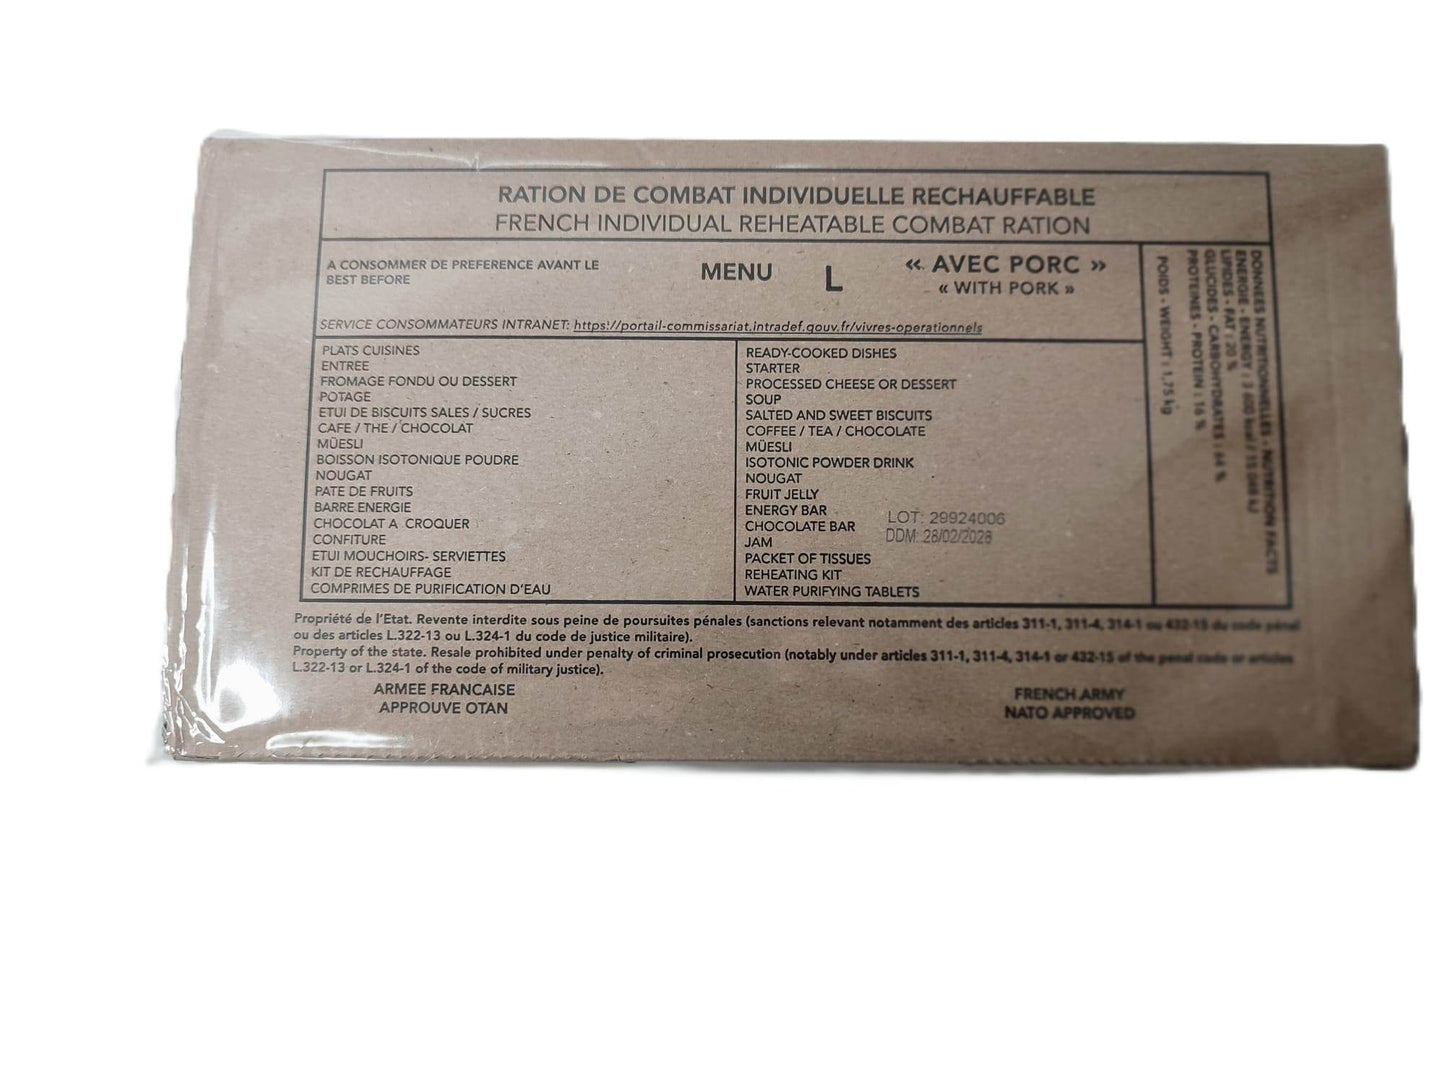 RATION DE COMBAT INDIVIDUELLE RECHAUFFABLE
FRENCH INDIVIDUAL REHEATABLE COMBAT RATION
A CONSOMMER DE PREFERENCE AVANT LE
BEST BEFORE
MENU L
« AVEC PORC »
« WITH PORK »
SERVICE CONSOMMATEURS INTRANET: https://portail-commissariat.intradef.gouv.fr/vivres-operationnels
PLATS CUISINES
ENTREE
FROMAGE FONDU OU DESSERT
POTAGE
ETUI DE BISCUITS SALES / SUCRES
CAFE / THE / CHOCOLAT
MÜESLI
BOISSON ISOTONIQUE POUDRE
NOUGAT
PATE DE FRUITS
BARRE ENERGIE
CHOCOLAT A CROQUER
CONFITURE
ETUI MOUCHOIRS- SERVIETTES
KIT DE RECHAUFFAGE
COMPRIMES DE PURIFICATION D'EAU
READY-COOKED DISHES
STARTER
PROCESSED CHEESE OR DESSERT
SOUP
SALTED AND SWEET BISCUITS
COFFEE / TEA / CHOCOLATE
MÜESLI
ISOTONIC POWDER DRINK
NOUGAT
FRUIT JELLY
ENERGY BAR
CHOCOLATE BAR
JAM
PACKET OF TISSUES
REHEATING KIT
WATER PURIFYING TABLETS
LOT: 29924006
DDM: 28/02/2028
DONNEES NUTRITIONNELLES - NUTRITION FACTS
ENERGIE - ENERGY : 3 600 kcal / 15 048 kJ
LIPIDES - FAT : 20 %
GLUCIDES - CARBOHYDRATES : 64 %
PROTEINES - PROTEIN : 16 %
POIDS - WEIGHT : 1,75 kg
Propriété de l'Etat. Revente interdite sous peine de poursuites pénales (sanctions relevant notamment des articles 311-1, 311-4, 314-1 ou 432-15 du code pénal
ou des articles L.322-13 ou L.324-1 du code de justice militaire).
Property of the state. Resale prohibited under penalty of criminal prosecution (notably under articles 311-1, 311-4, 314-1 or 432-15 of the penal code or articles
L.322-13 or L.324-1 of the code of military justice).
ARMEE FRANCAISE
APPROUVE OTAN
FRENCH ARMY
NATO APPROVED